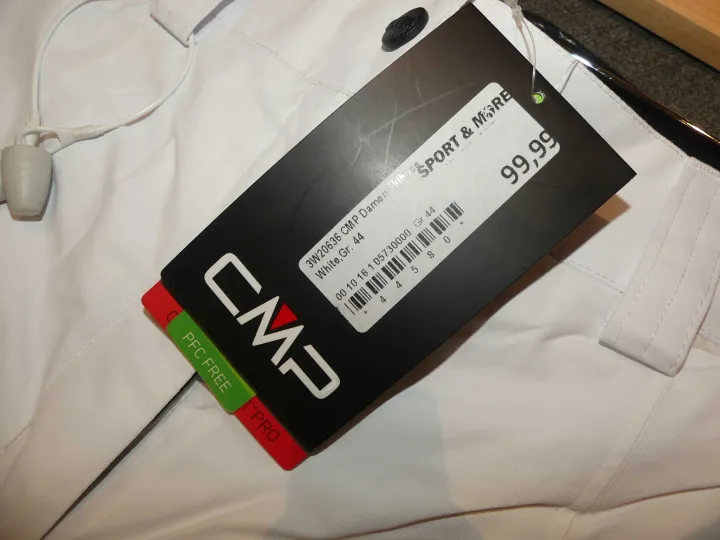 SPORT & MORE
99,99
3W20636 CMP Damen
White,Gr. 44
00 10 16 1 05730000 Gr 44
* 4 4 5 8 0 *
CMP
PFC FREE
PRO